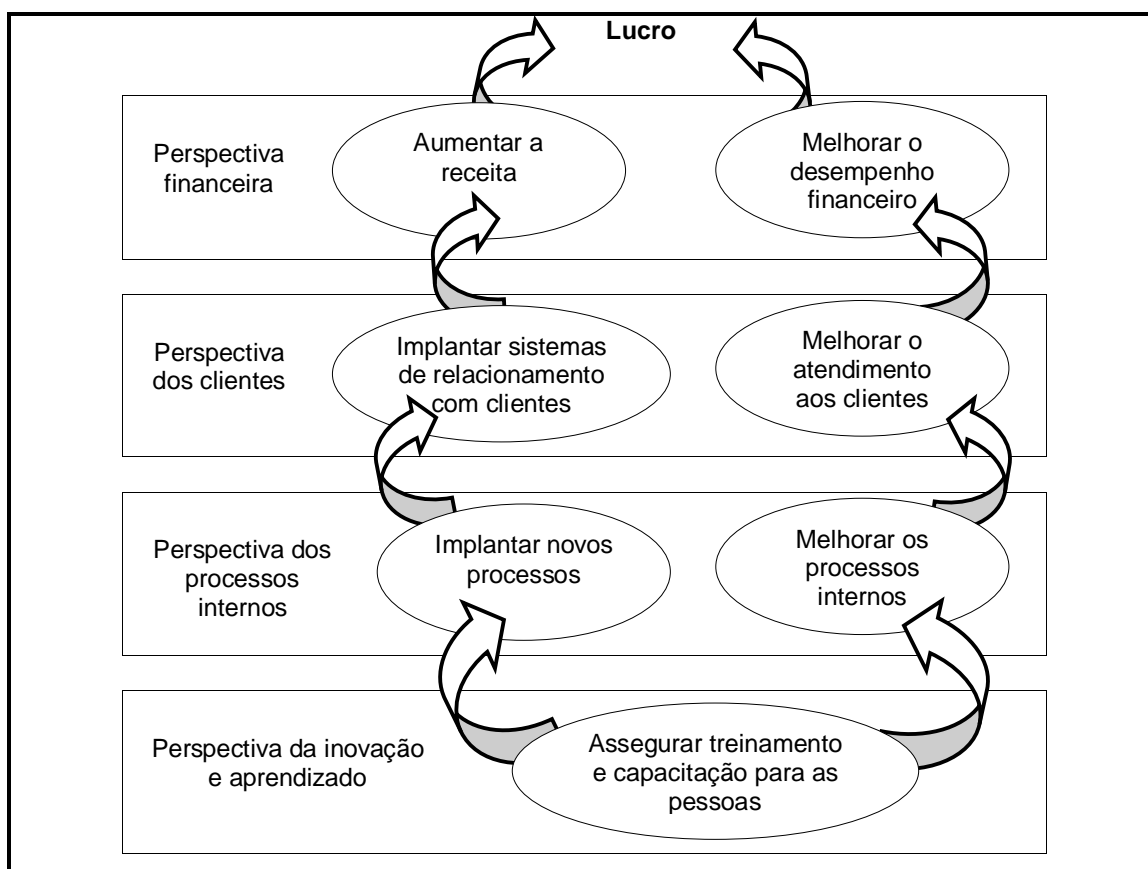 Lucro
Perspectiva
financeira
Aumentar a
receita
Melhorar o
desempenho
financeiro
Perspectiva
dos clientes
Implantar sistemas
de relacionamento
com clientes
Melhorar o
atendimento
aos clientes
Perspectiva dos
processos
internos
Implantar novos
processos
Melhorar os
processos
internos
Perspectiva da inovação
e aprendizado
Assegurar treinamento
e capacitação para as
pessoas